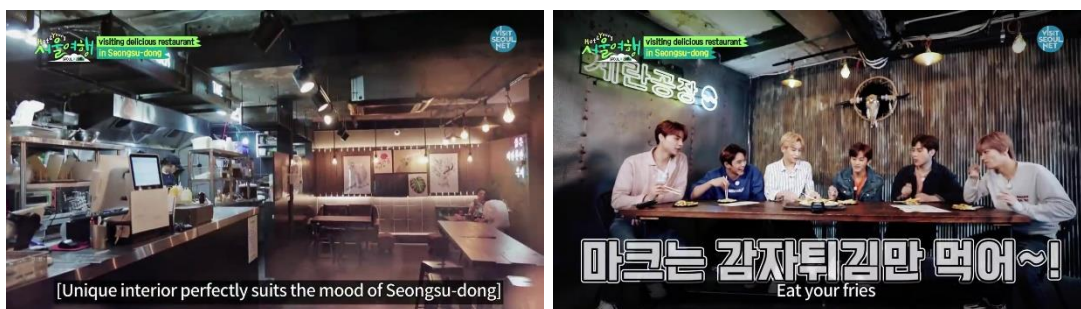 서울여행
visiting delicious restaurant
in Seongsu-dong
VISIT
SEOUL
NET
[Unique interior perfectly suits the mood of Seongsu-dong]
서울여행
visiting delicious restaurant
in Seongsu-dong
VISIT
SEOUL
NET
계란공장
마크는 감자튀김만 먹어~!
Eat your fries